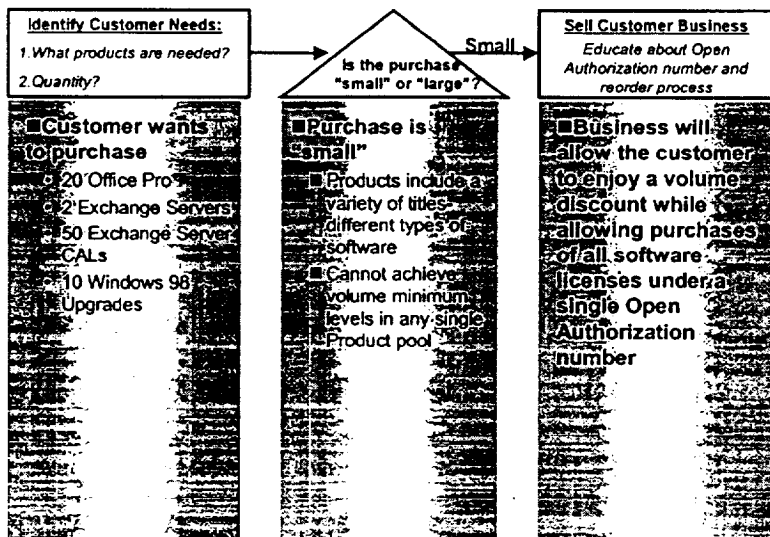 Identify Customer Needs:
1.What products are needed?
2.Quantity?
Is the purchase
"small" or "large"?
Small
Sell Customer Business
Educate about Open
Authorization number and
reorder process
■Customer wants
to purchase
20 Office Pro
2 Exchange Servers
50 Exchange Server
CALs
10 Windows 98
Upgrades
■Purchase is
"small"
■Products include a
variety of titles
different types of
software
■Cannot achieve
volume minimum
levels in any single
Product pool
■Business will
allow the customer
to enjoy a volume
discount while
allowing purchases
of all software
licenses under a
single Open
Authorization
number